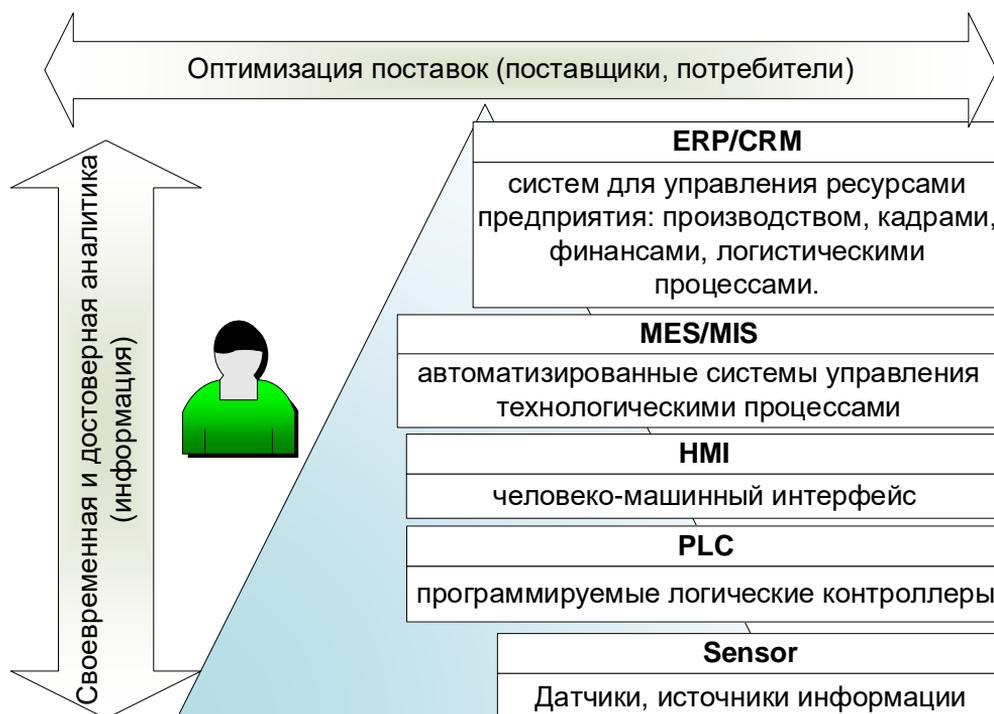 Оптимизация поставок (поставщики, потребители)
Своевременная и достоверная аналитика
(информация)
ERP/CRM
систем для управления ресурсами
предприятия: производством, кадрами,
финансами, логистическими
процессами.
MES/MIS
автоматизированные системы управления
технологическими процессами
HMI
человеко-машинный интерфейс
PLC
программируемые логические контроллеры
Sensor
Датчики, источники информации